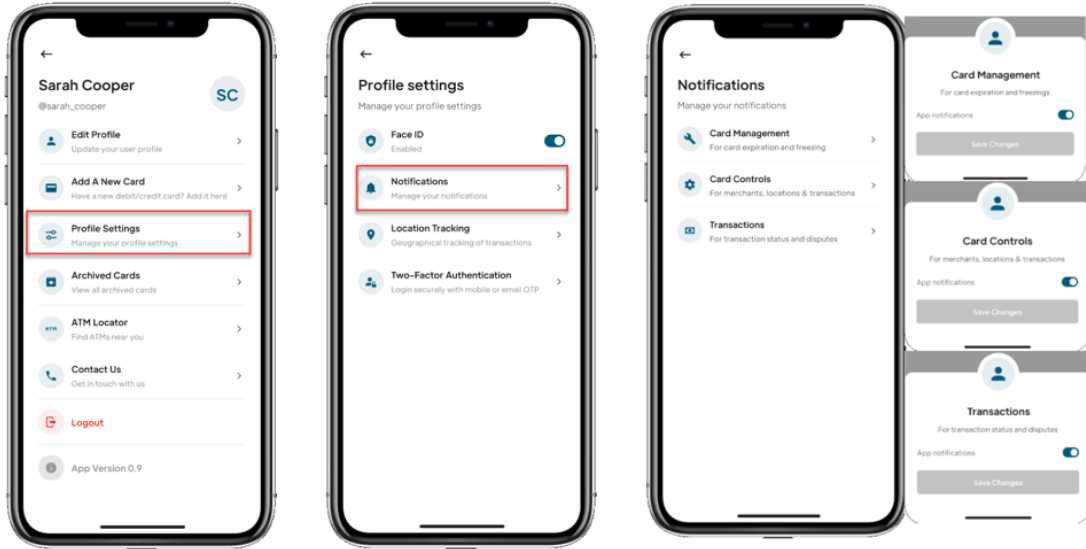 Sarah Cooper
@sarah_cooper
SC
Edit Profile
Update your user profile
Add A New Card
Have a new debit/credit card? Add it here
Profile Settings
Manage your profile settings
Archived Cards
View all archived cards
ATM
ATM Locator
Find ATMs near you
Contact Us
Get in touch with us
Logout
App Version 0.9
Profile settings
Manage your profile settings
Face ID
Enabled
Notifications
Manage your notifications
Location Tracking
Geographical tracking of transactions
Two-Factor Authentication
Login securely with mobile or email OTP
Notifications
Manage your notifications
Card Management
For card expiration and freezing
Card Controls
For merchants, locations & transactions
Transactions
For transaction status and disputes
Card Management
For card expiration and freezings
App notifications
Save Changes
Card Controls
For merchants, locations & transactions
App notifications
Save Changes
Transactions
For transaction status and disputes
App notifications
Save Changes